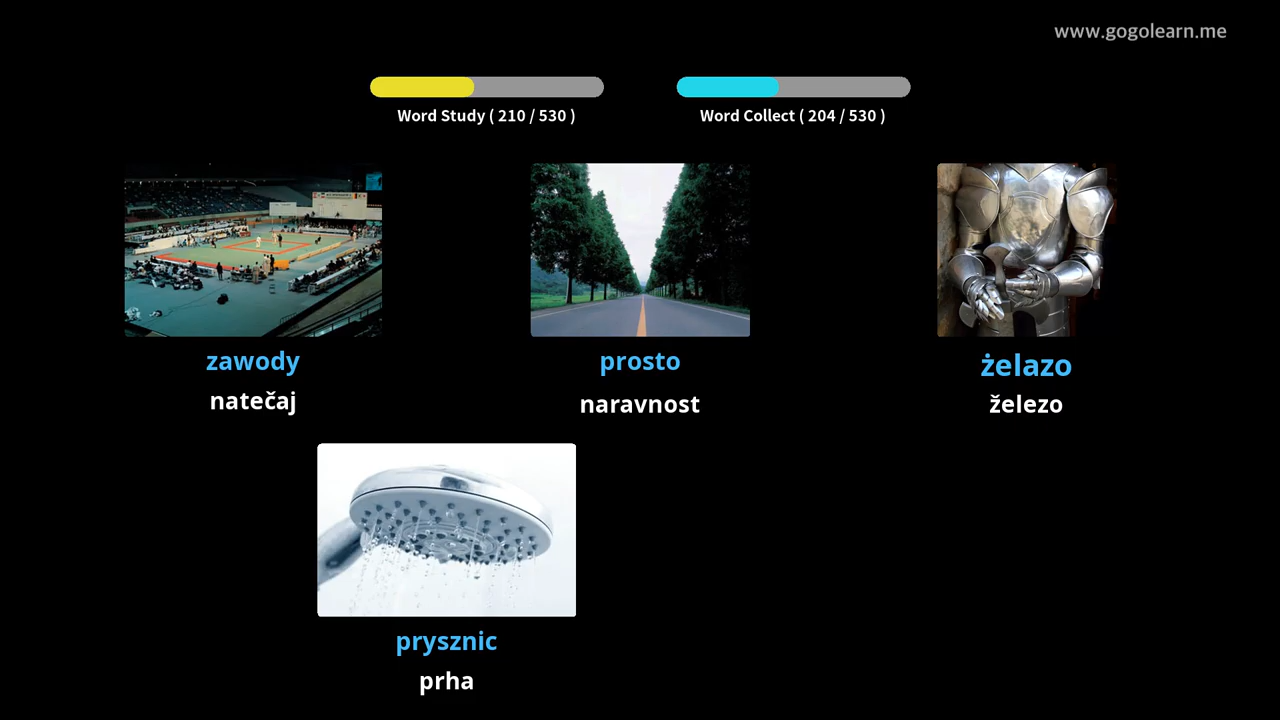 www.gogolearn.me
Word Study ( 210 / 530 )
Word Collect ( 204 / 530 )
zawody
natečaj
prosto
naravnost
żelazo
železo
prysznic
prha